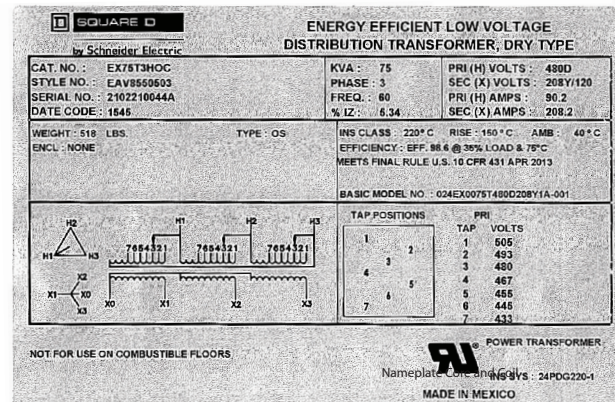 SQUARE D
by Schneider Electric
ENERGY EFFICIENT LOW VOLTAGE
DISTRIBUTION TRANSFORMER, DRY TYPE
CAT. NO. : EX75T3HOC
STYLE NO. : EAV8550503
SERIAL NO. : 2102210044A
DATE CODE : 1545
KVA : 75
PHASE : 3
FREQ. : 60
% IZ : 5.34
PRI (H) VOLTS : 480D
SEC (X) VOLTS : 208Y/120
PRI (H) AMPS : 90.2
SEC (X) AMPS : 208.2
WEIGHT : 518 LBS. TYPE : OS
ENCL : NONE
INS CLASS : 220° C RISE : 150° C AMB : 40° C
EFFICIENCY : EFF. 98.6 @ 35% LOAD & 75°C
MEETS FINAL RULE U.S. 10 CFR 431 APR 2013
BASIC MODEL NO. : 024EX0075T480D208Y1A-001
H2
H1 H3
X2
X1 X0
X3
H1 H2 H3
7654321 7654321 7654321
X0 X1 X2 X3
TAP POSITIONS
1
2
3
4
5
6
7
PRI
TAP VOLTS
1 505
2 493
3 480
4 467
5 455
6 445
7 433
NOT FOR USE ON COMBUSTIBLE FLOORS
RU® POWER TRANSFORMER
Nameplate Core and Coil
INS SYS : 24PDG220-1
MADE IN MEXICO